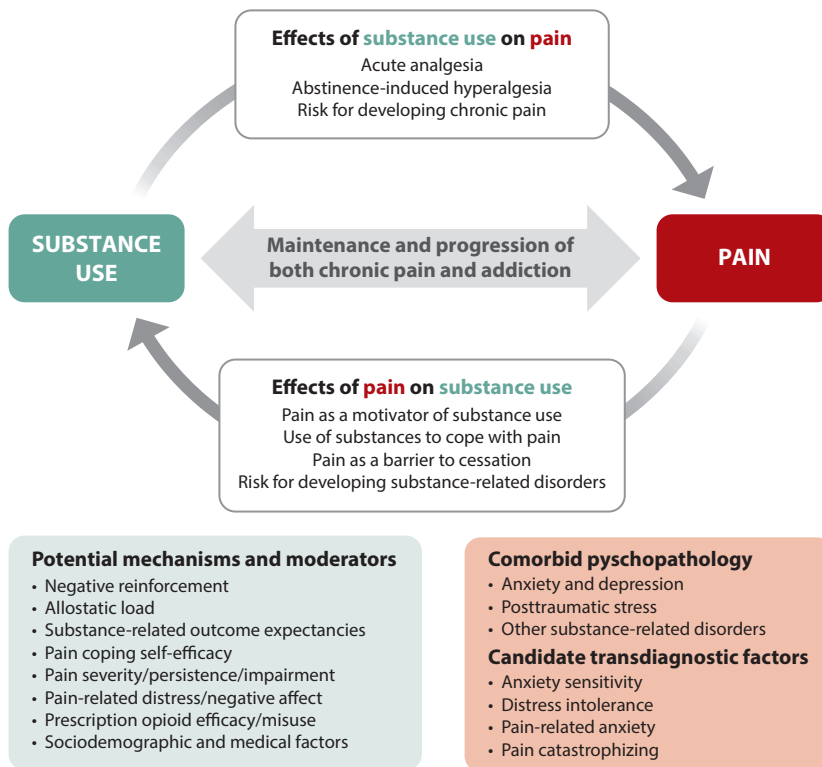 Effects of substance use on pain
Acute analgesia
Abstinence-induced hyperalgesia
Risk for developing chronic pain
SUBSTANCE
USE
Maintenance and progression of
both chronic pain and addiction
PAIN
Effects of pain on substance use
Pain as a motivator of substance use
Use of substances to cope with pain
Pain as a barrier to cessation
Risk for developing substance-related disorders
Potential mechanisms and moderators
• Negative reinforcement
• Allostatic load
• Substance-related outcome expectancies
• Pain coping self-efficacy
• Pain severity/persistence/impairment
• Pain-related distress/negative affect
• Prescription opioid efficacy/misuse
• Sociodemographic and medical factors
Comorbid pyschopathology
• Anxiety and depression
• Posttraumatic stress
• Other substance-related disorders
Candidate transdiagnostic factors
• Anxiety sensitivity
• Distress intolerance
• Pain-related anxiety
• Pain catastrophizing